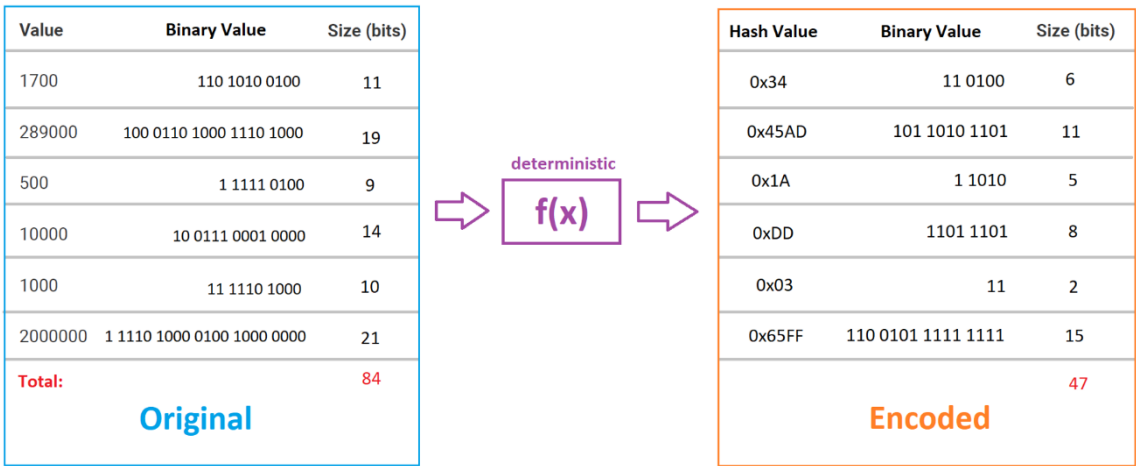 Value Binary Value Size (bits)
1700 110 1010 0100 11
289000 100 0110 1000 1110 1000 19
500 1 1111 0100 9
10000 10 0111 0001 0000 14
1000 11 1110 1000 10
2000000 1 1110 1000 0100 1000 0000 21
Total: 84
Original
deterministic
f(x)
Hash Value Binary Value Size (bits)
0x34 11 0100 6
0x45AD 101 1010 1101 11
0x1A 1 1010 5
0xDD 1101 1101 8
0x03 11 2
0x65FF 110 0101 1111 1111 15
47
Encoded